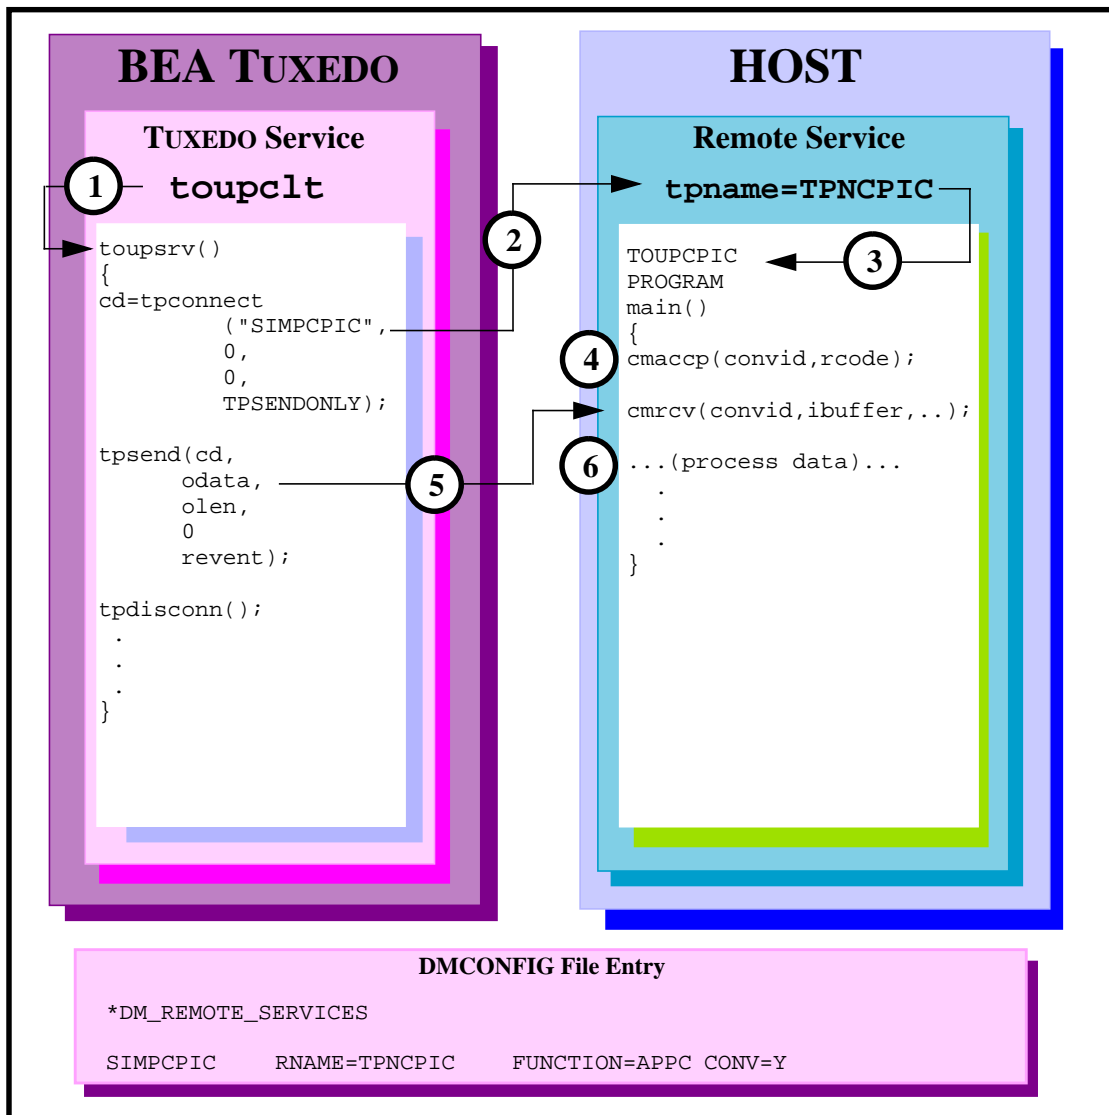 BEA TUXEDO
TUXEDO Service
1
toupclt
toupsrv()
{
cd=tpconnect
("SIMPCPIC",
0,
0,
TPSENDONLY);
tpsend(cd,
odata,
olen,
0
revent);
tpdisconn();
.
.
.
}
2
5
HOST
Remote Service
tpname=TPNCPIC
3
TOUPCPIC
PROGRAM
main()
{
4
cmaccp(convid,rcode);
cmrcv(convid,ibuffer,..);
6
...(process data)...
.
.
.
}
DMCONFIG File Entry
*DM_REMOTE_SERVICES
SIMPCPIC RNAME=TPNCPIC FUNCTION=APPC CONV=Y